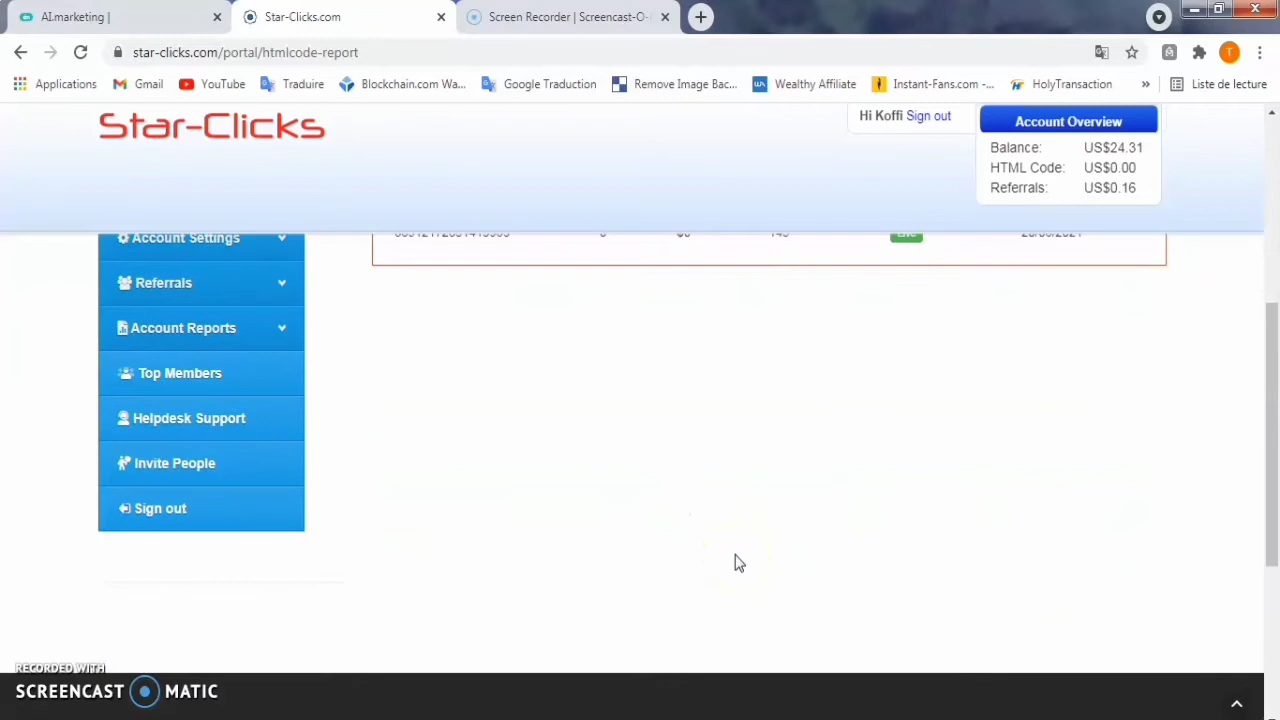 AI.marketing |
Star-Clicks.com
Screen Recorder | Screencast-O-
star-clicks.com/portal/htmlcode-report
T
Applications
Gmail
YouTube
Traduire
Blockchain.com Wa...
Google Traduction
Remove Image Bac...
Wealthy Affiliate
Instant-Fans.com -...
HolyTransaction
»
Liste de lecture
Star-Clicks
Hi Koffi Sign out
Account Overview
Balance: US$24.31
HTML Code: US$0.00
Referrals: US$0.16
Account Settings
Referrals
Account Reports
Top Members
Helpdesk Support
Invite People
Sign out
RECORDED WITH
SCREENCAST MATIC